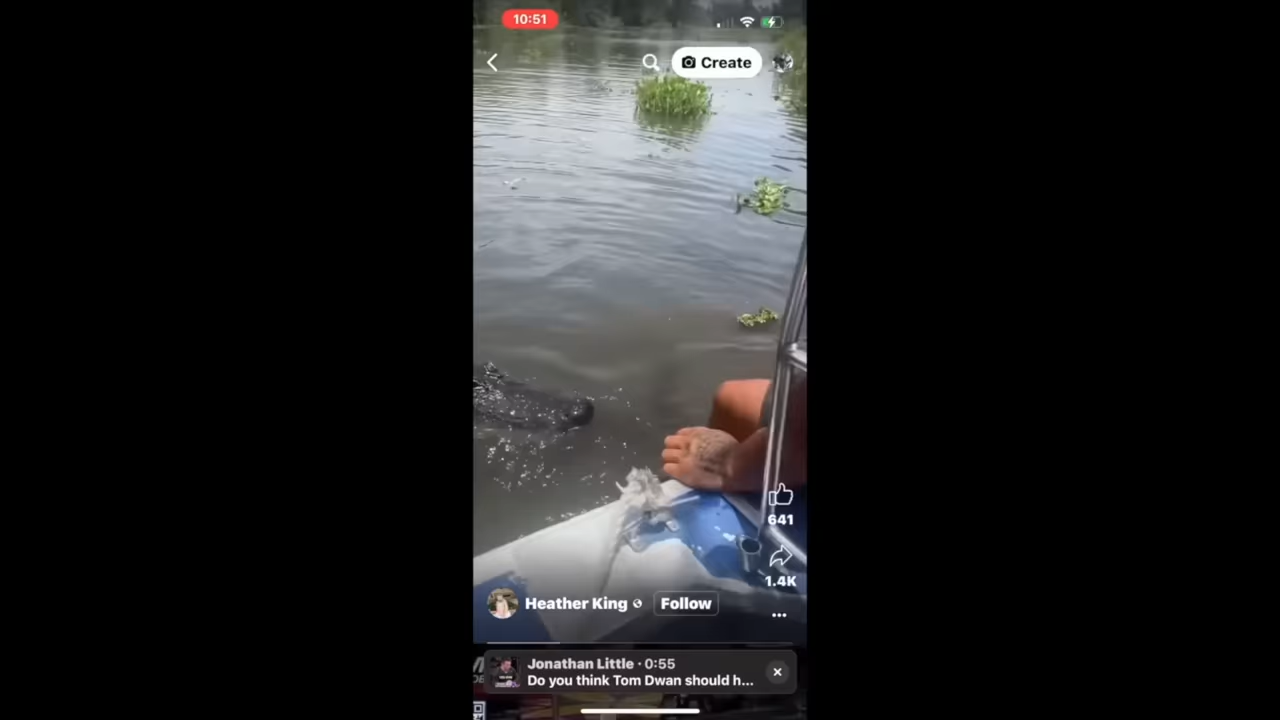 10:51
Create
641
1.4K
Heather King
Follow
Jonathan Little · 0:55
Do you think Tom Dwan should h...